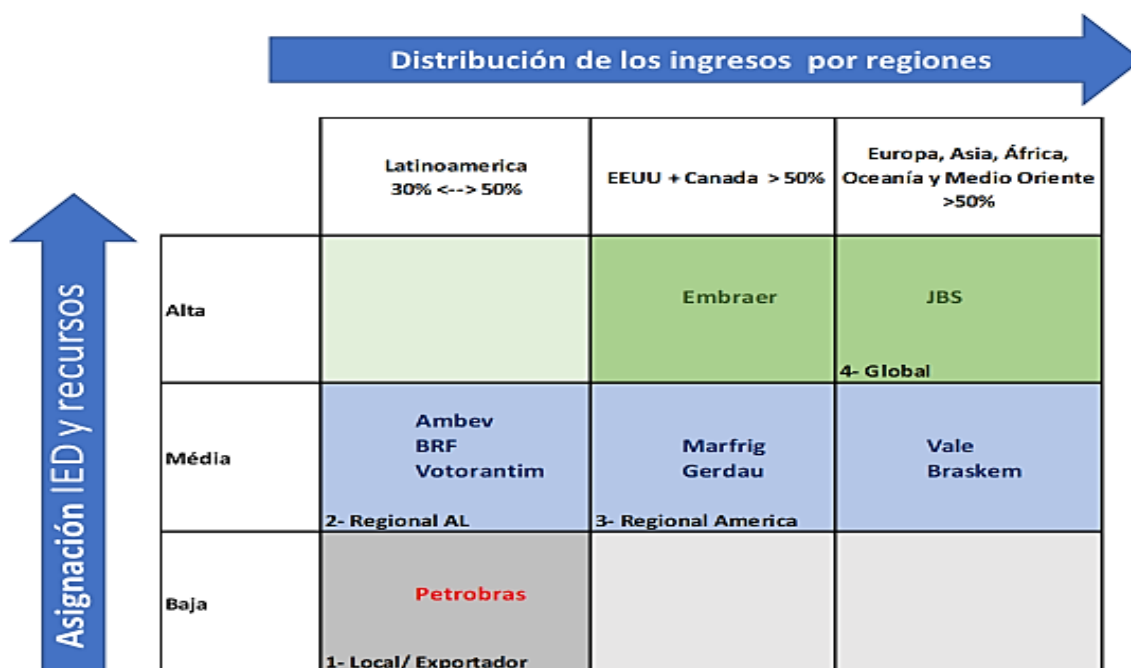 Distribución de los ingresos por regiones
Latinoamerica
30% <--> 50%
EEUU + Canada > 50%
Europa, Asia, África,
Oceanía y Medio Oriente
>50%
Asignación IED y recursos
Alta
Embraer
JBS
4- Global
Média
Ambev
BRF
Votorantim
2- Regional AL
Marfrig
Gerdau
3- Regional America
Vale
Braskem
Baja
Petrobras
1- Local/ Exportador